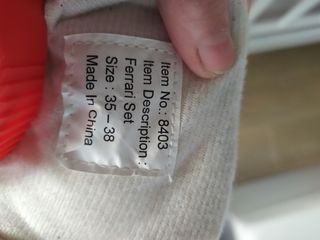 Item No.: 8403
Item Description :
Ferrari Set
Size : 35 – 38
Made In China